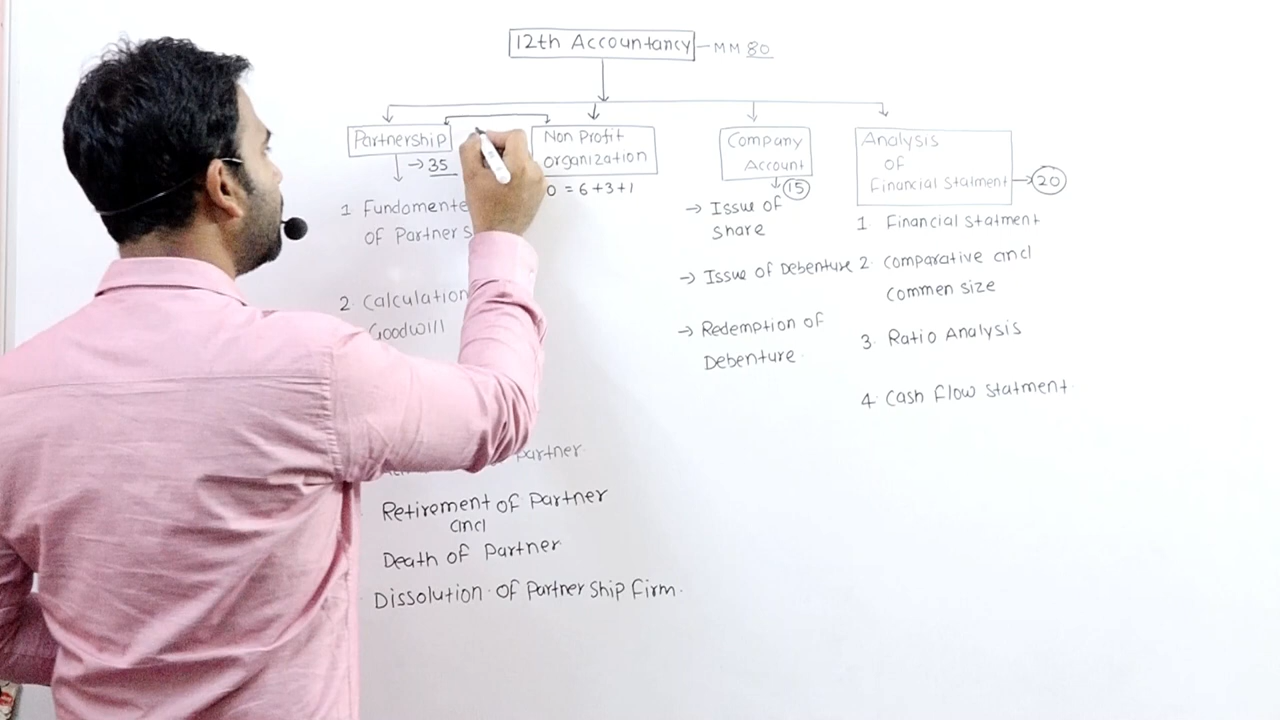 12th Accountancy - MM 80
Partnership
→ 35
1 Fundamente
of Partners
2. Calculation
Goodwill
Partner
Retirement of Partner
and
Death of Partner
Dissolution of Partnership Firm.
Non Profit
organization
0 = 6+3+1
Company
Account
15
→ Issue of
share
→ Issue of Debenture
→ Redemption of
Debenture
Analysis
of
Financial Statment → 20
1. Financial statment
2. comparative and
commen size
3. Ratio Analysis
4. Cash flow statment